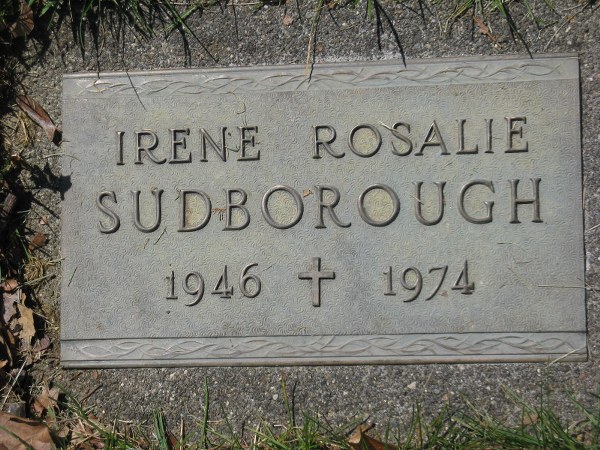 IRENE ROSALIE
SUDBOROUGH
1946 1974